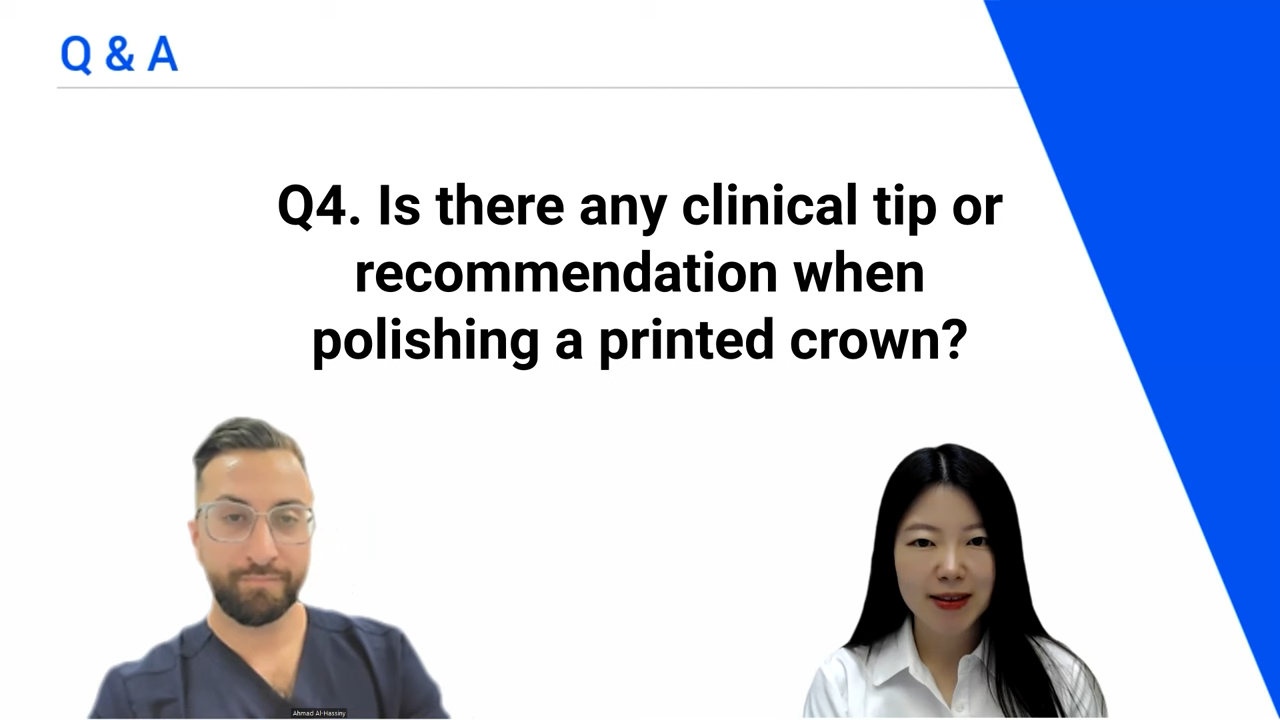 Q & A
Q4. Is there any clinical tip or
recommendation when
polishing a printed crown?
Ahmad Al-Hassiny